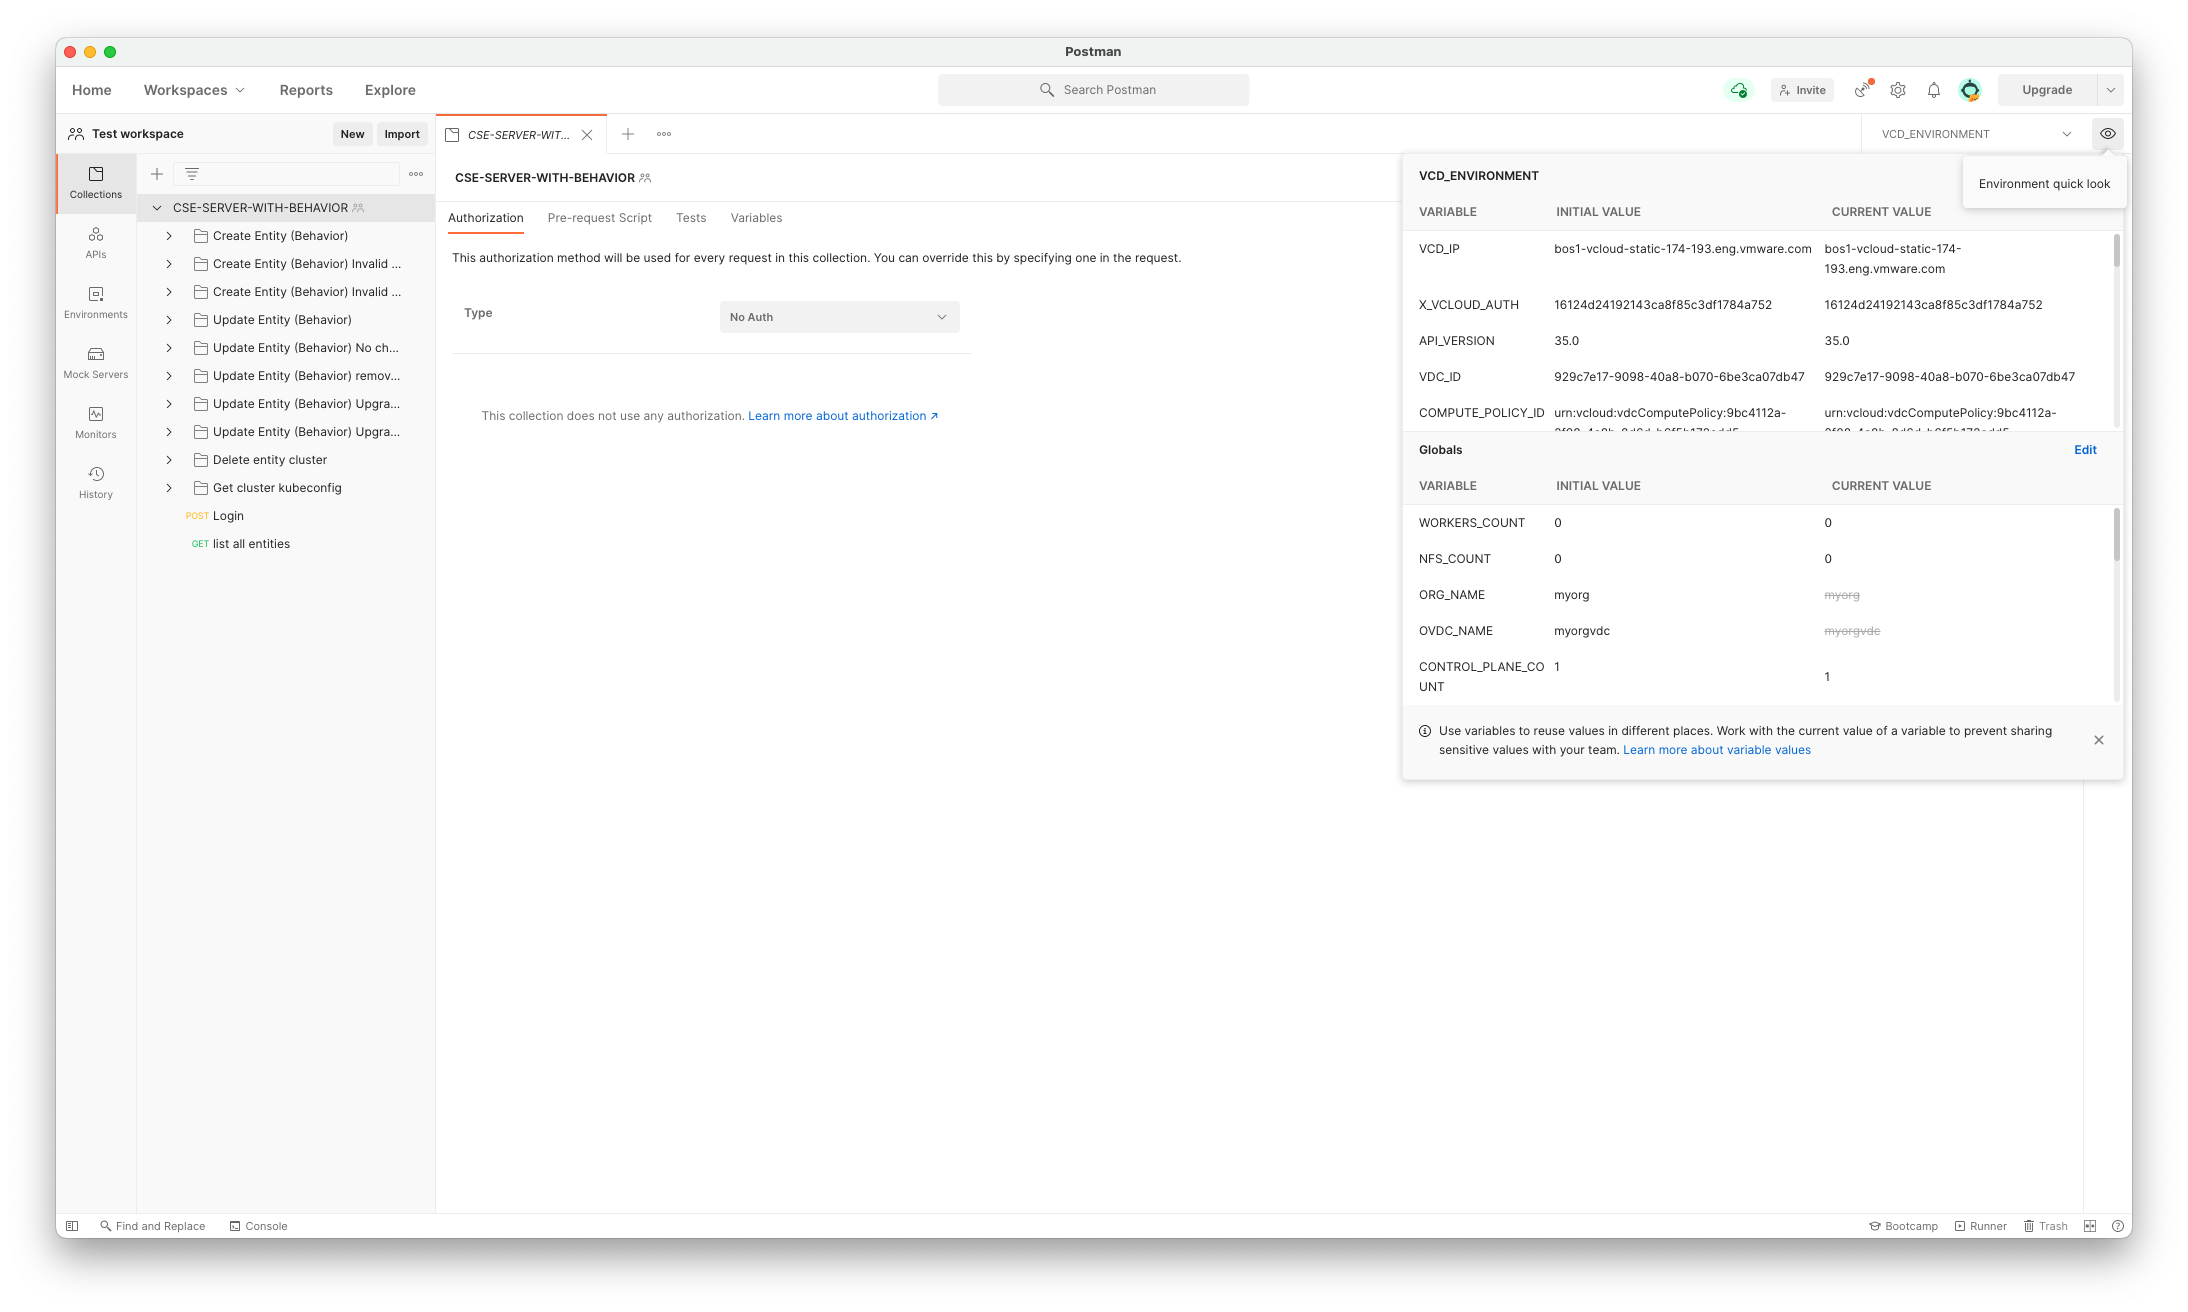 Postman
Home
Workspaces
Reports
Explore
Search Postman
Invite
Upgrade
Test workspace
New
Import
CSE-SERVER-WIT...
VCD_ENVIRONMENT
Environment quick look
Collections
APIs
Environments
Mock Servers
Monitors
History
CSE-SERVER-WITH-BEHAVIOR
Create Entity (Behavior)
Create Entity (Behavior) Invalid ...
Create Entity (Behavior) Invalid ...
Update Entity (Behavior)
Update Entity (Behavior) No ch...
Update Entity (Behavior) remov...
Update Entity (Behavior) Upgra...
Update Entity (Behavior) Upgra...
Delete entity cluster
Get cluster kubeconfig
POST Login
GET list all entities
CSE-SERVER-WITH-BEHAVIOR
Authorization
Pre-request Script
Tests
Variables
This authorization method will be used for every request in this collection. You can override this by specifying one in the request.
Type
No Auth
This collection does not use any authorization. Learn more about authorization ↗
VCD_ENVIRONMENT
VARIABLE INITIAL VALUE CURRENT VALUE
VCD_IP bos1-vcloud-static-174-193.eng.vmware.com bos1-vcloud-static-174-
193.eng.vmware.com
X_VCLOUD_AUTH 16124d24192143ca8f85c3df1784a752 16124d24192143ca8f85c3df1784a752
API_VERSION 35.0 35.0
VDC_ID 929c7e17-9098-40a8-b070-6be3ca07db47 929c7e17-9098-40a8-b070-6be3ca07db47
COMPUTE_POLICY_ID urn:vcloud:vdcComputePolicy:9bc4112a- urn:vcloud:vdcComputePolicy:9bc4112a-
Globals
Edit
VARIABLE INITIAL VALUE CURRENT VALUE
WORKERS_COUNT 0 0
NFS_COUNT 0 0
ORG_NAME myorg myorg
OVDC_NAME myorgvdc myorgvdc
CONTROL_PLANE_CO 1
UNT 1
Use variables to reuse values in different places. Work with the current value of a variable to prevent sharing
sensitive values with your team. Learn more about variable values
Find and Replace
Console
Bootcamp
Runner
Trash